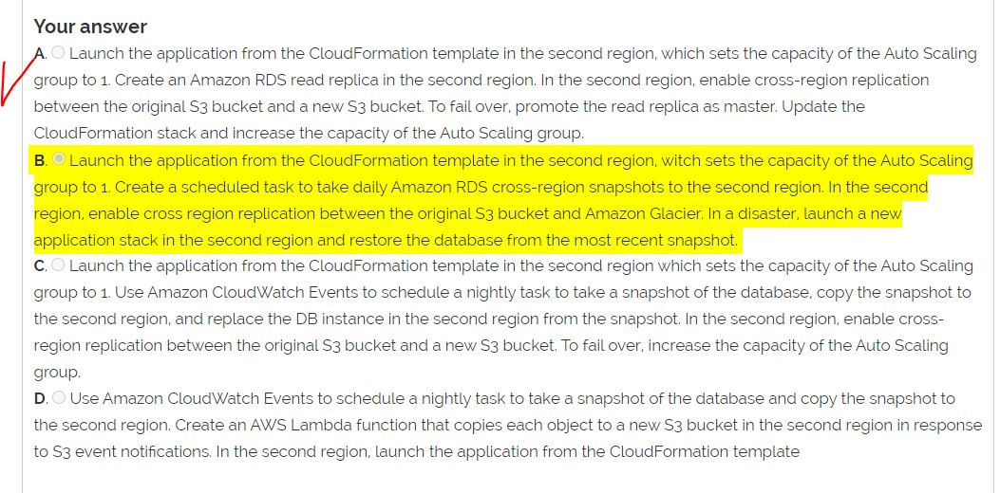 Your answer
A. Launch the application from the CloudFormation template in the second region, which sets the capacity of the Auto Scaling
group to 1. Create an Amazon RDS read replica in the second region. In the second region, enable cross-region replication
between the original S3 bucket and a new S3 bucket. To fail over, promote the read replica as master. Update the
CloudFormation stack and increase the capacity of the Auto Scaling group.
B. Launch the application from the CloudFormation template in the second region, witch sets the capacity of the Auto Scaling
group to 1. Create a scheduled task to take daily Amazon RDS cross-region snapshots to the second region. In the second
region, enable cross region replication between the original S3 bucket and Amazon Glacier. In a disaster, launch a new
application stack in the second region and restore the database from the most recent snapshot.
C. Launch the application from the CloudFormation template in the second region which sets the capacity of the Auto Scaling
group to 1. Use Amazon CloudWatch Events to schedule a nightly task to take a snapshot of the database, copy the snapshot to
the second region, and replace the DB instance in the second region from the snapshot. In the second region, enable cross-
region replication between the original S3 bucket and a new S3 bucket. To fail over, increase the capacity of the Auto Scaling
group.
D. Use Amazon CloudWatch Events to schedule a nightly task to take a snapshot of the database and copy the snapshot to
the second region. Create an AWS Lambda function that copies each object to a new S3 bucket in the second region in response
to S3 event notifications. In the second region, launch the application from the CloudFormation template